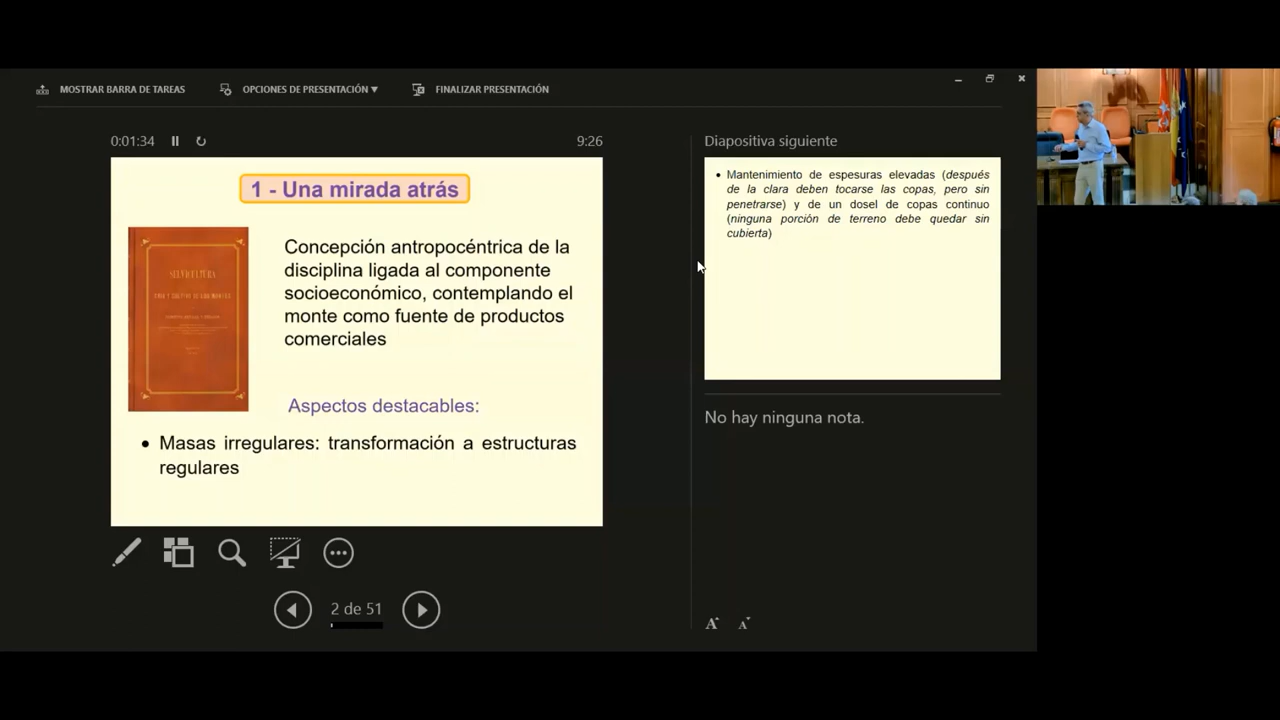 MOSTRAR BARRA DE TAREAS
OPCIONES DE PRESENTACIÓN ▼
FINALIZAR PRESENTACIÓN
0:01:34
9:26
Diapositiva siguiente
1 - Una mirada atrás
SELVICULTURA
Concepción antropocéntrica de la
disciplina ligada al componente
socioeconómico, contemplando el
monte como fuente de productos
comerciales
Aspectos destacables:
• Masas irregulares: transformación a estructuras
regulares
• Mantenimiento de espesuras elevadas (después
de la clara deben tocarse las copas, pero sin
penetrarse) y de un dosel de copas continuo
(ninguna porción de terreno debe quedar sin
cubierta)
No hay ninguna nota.
2 de 51
A A